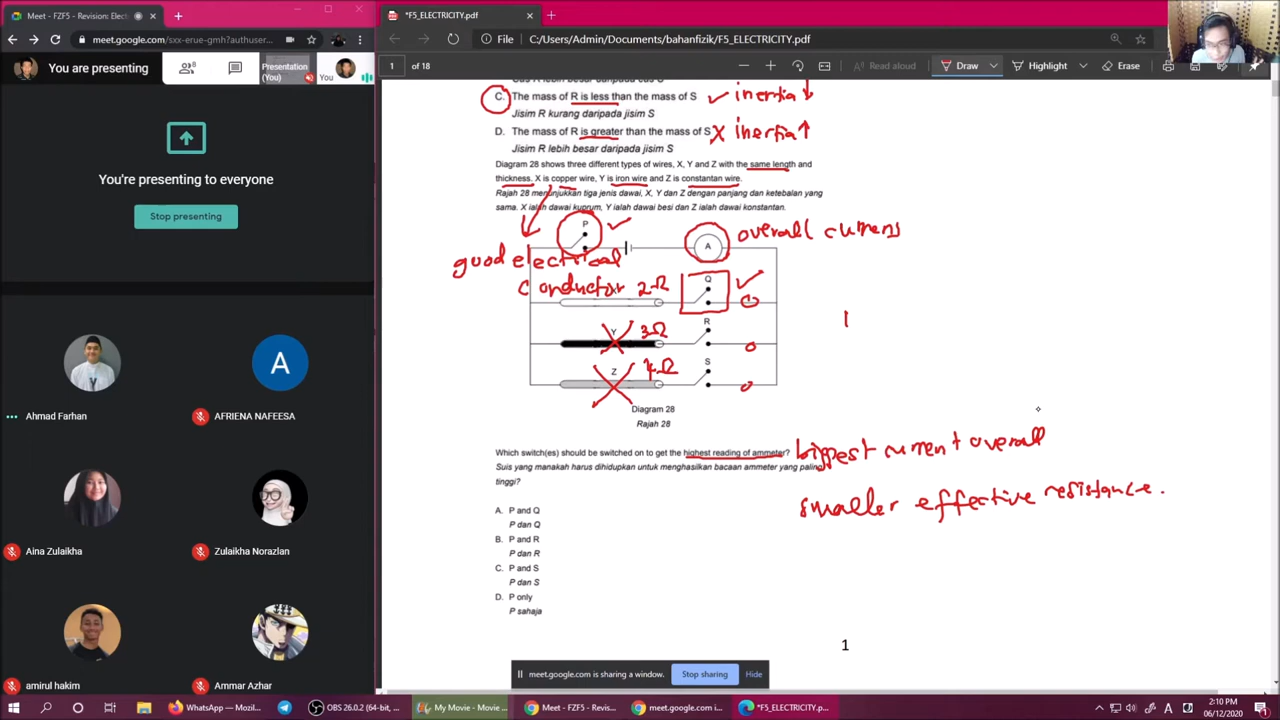 Meet - FZF5 - Revision: Elect
*F5_ELECTRICITY.pdf
meet.google.com/sxx-erue-gmh?authuser...
File C:/Users/Admin/Documents/bahanfizik/F5_ELECTRICITY.pdf
You are presenting
8
Presentation
(You)
You
1 of 18
Read aloud
Draw
Highlight
Erase
You're presenting to everyone
Stop presenting
Ahmad Farhan
AFRIENA NAFEESA
A
Aina Zulaikha
Zulaikha Norazlan
amirul hakim
Ammar Azhar
C. The mass of R is less than the mass of S
inertia ↓
Jisim R kurang daripada jisim S
D. The mass of R is greater than the mass of S
X inertia ↑
Jisim R lebih besar daripada jisim S
Diagram 28 shows three different types of wires, X, Y and Z with the same length and
thickness. X is copper wire, Y is iron wire and Z is constantan wire.
Rajah 28 menunjukkan tiga jenis dawai, X, Y dan Z dengan panjang dan ketebalan yang
sama. X ialah dawai kuprum, Y ialah dawai besi dan Z ialah dawai konstantan.
P
A
overall current
good electrical
conductor
2Ω
Q
Y
3Ω
R
Z
4Ω
S
Diagram 28
Rajah 28
Which switch(es) should be switched on to get the highest reading of ammeter?
Suis yang manakah harus dihidupkan untuk menghasilkan bacaan ammeter yang paling
tinggi?
biggest current overall
smaller effective resistance.
A. P and Q
P dan Q
B. P and R
P dan R
C. P and S
P dan S
D. P only
P sahaja
1
meet.google.com is sharing a window.
Stop sharing
Hide
WhatsApp — Mozil...
OBS 26.0.2 (64-bit, ...
My Movie - Movie ...
Meet - FZF5 - Revis...
meet.google.com i...
*F5_ELECTRICITY.p...
2:10 PM
06/12/2020